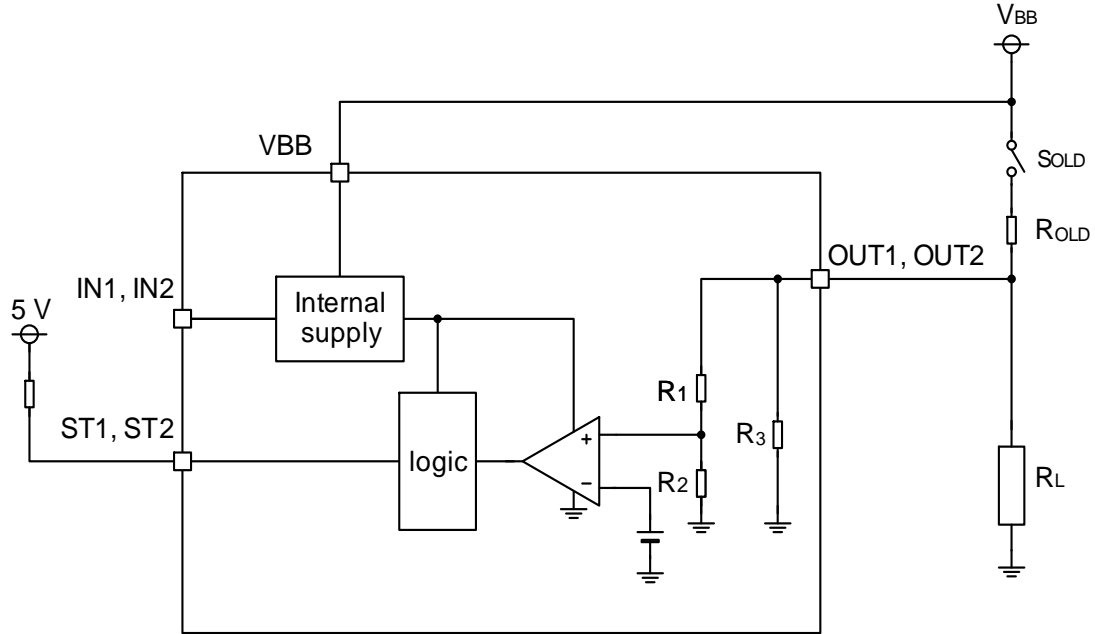 VBB
VBB
SOLD
ROLD
OUT1, OUT2
IN1, IN2
5 V
Internal
supply
R1
ST1, ST2
+
R3
logic
−
R2
RL